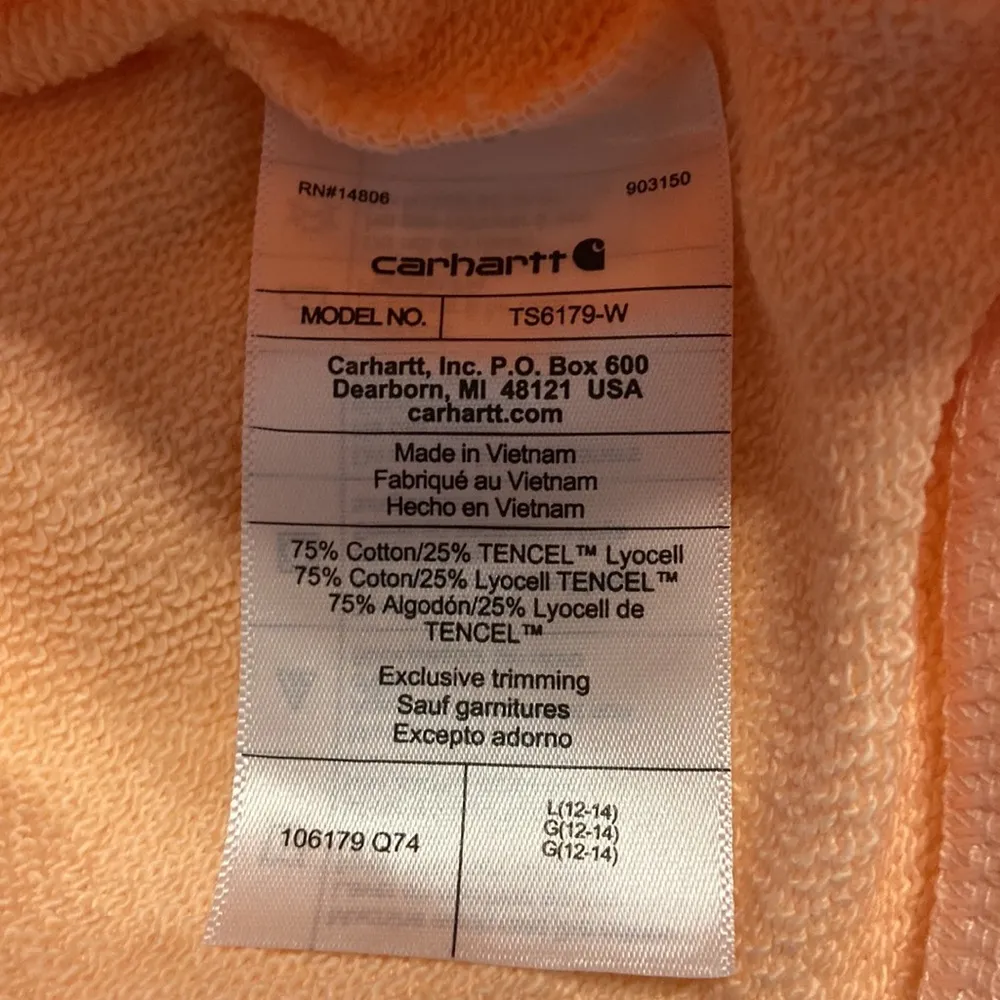 RN#14806 903150
carhartt
MODEL NO. TS6179-W
Carhartt, Inc. P.O. Box 600
Dearborn, MI 48121 USA
carhartt.com
Made in Vietnam
Fabriqué au Vietnam
Hecho en Vietnam
75% Cotton/25% TENCEL™ Lyocell
75% Coton/25% Lyocell TENCEL™
75% Algodón/25% Lyocell de
TENCEL™
Exclusive trimming
Sauf garnitures
Excepto adorno
106179 Q74
L(12-14)
G(12-14)
G(12-14)